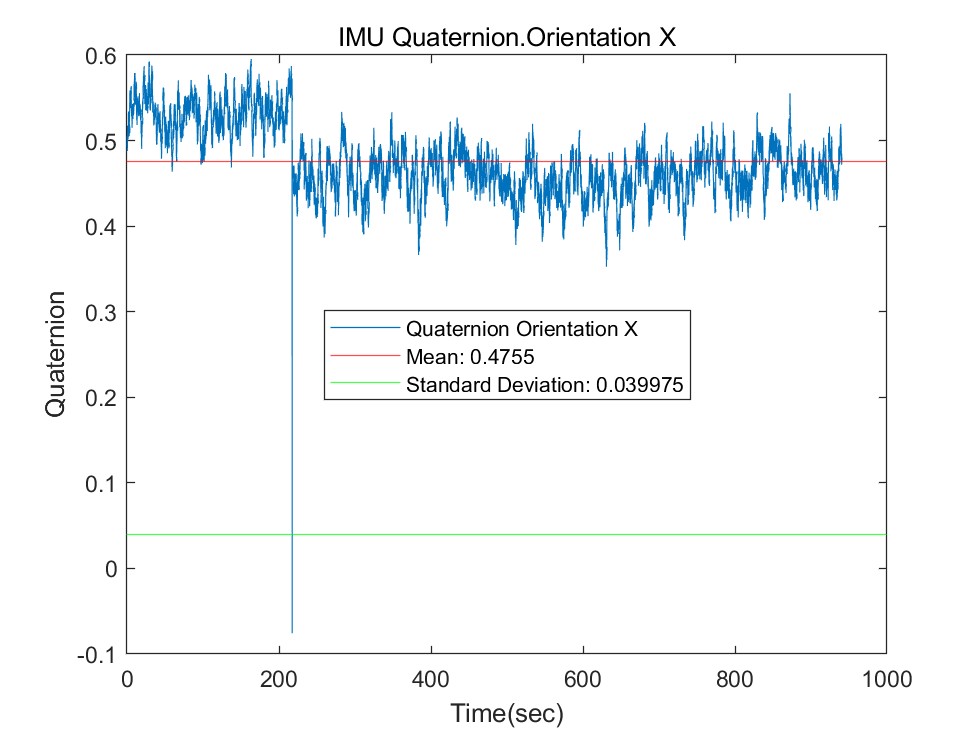 IMU Quaternion.Orientation X
0.6
0.5
0.4
0.3
0.2
0.1
0
-0.1
Quaternion
Quaternion Orientation X
Mean: 0.4755
Standard Deviation: 0.039975
0 200 400 600 800 1000
Time(sec)